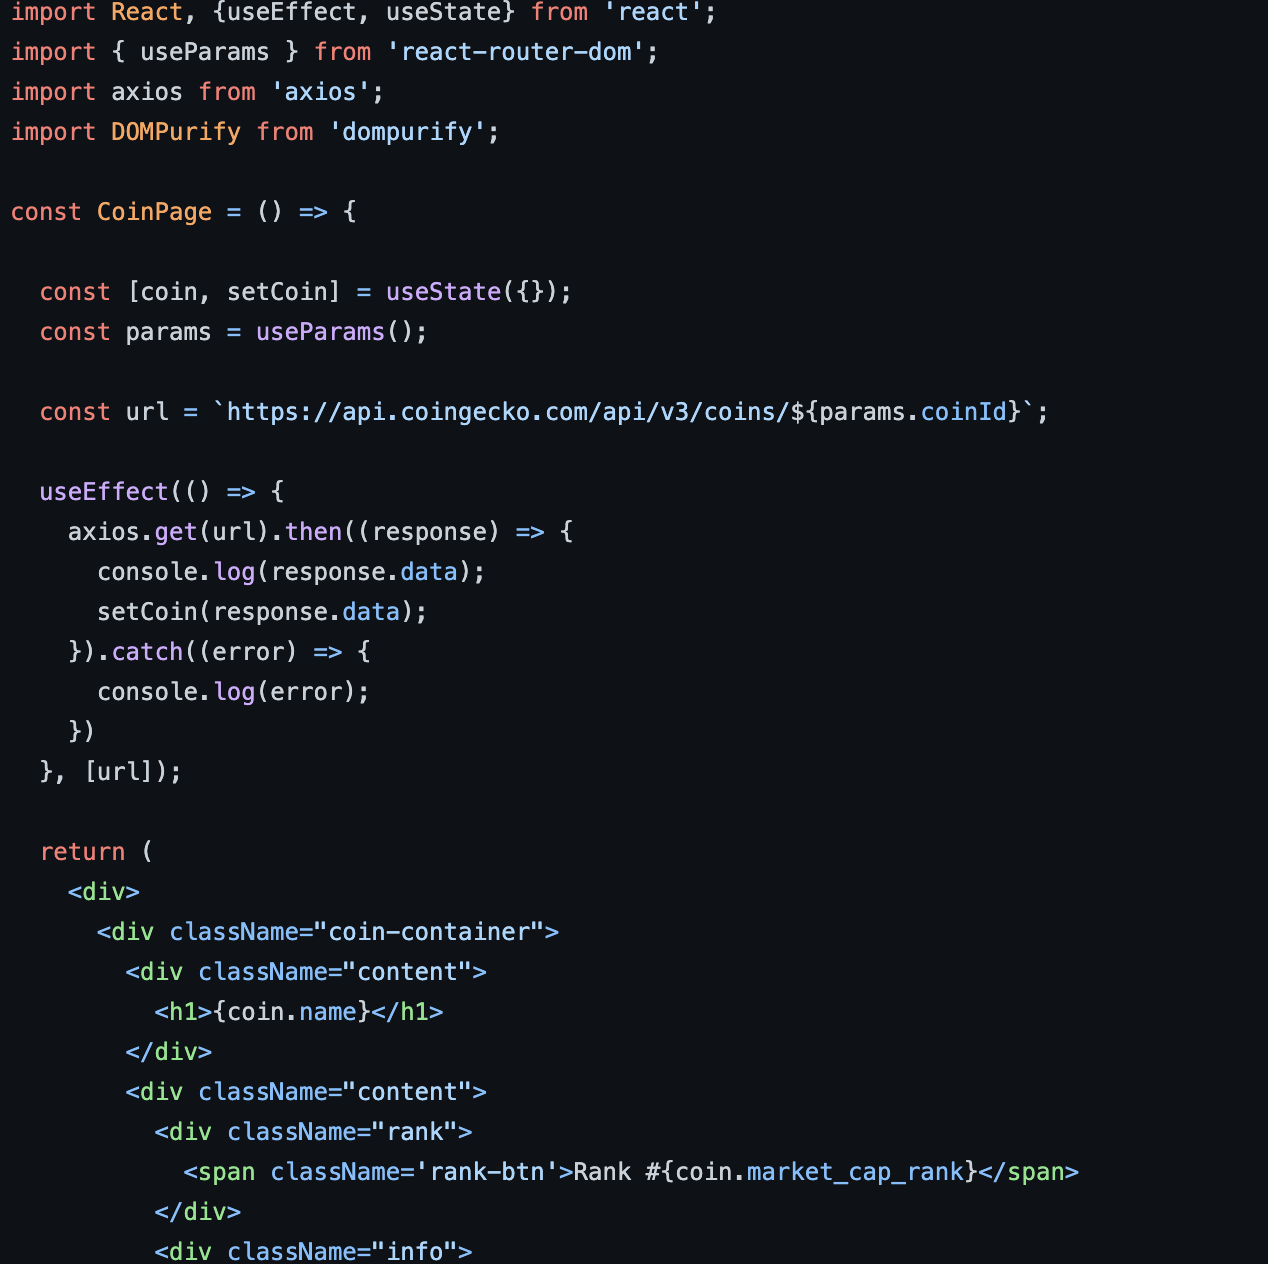 import React, {useEffect, useState} from 'react';
import { useParams } from 'react-router-dom';
import axios from 'axios';
import DOMPurify from 'dompurify';

const CoinPage = () => {

  const [coin, setCoin] = useState({});
  const params = useParams();

  const url = `https://api.coingecko.com/api/v3/coins/${params.coinId}`;

  useEffect(() => {
    axios.get(url).then((response) => {
      console.log(response.data);
      setCoin(response.data);
    }).catch((error) => {
      console.log(error);
    })
  }, [url]);

  return (
    <div>
      <div className="coin-container">
        <div className="content">
          <h1>{coin.name}</h1>
        </div>
        <div className="content">
          <div className="rank">
            <span className='rank-btn'>Rank #{coin.market_cap_rank}</span>
          </div>
          <div className="info">